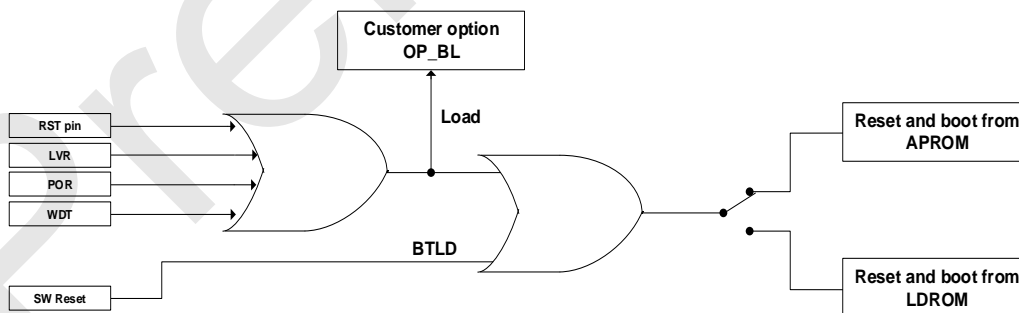 Customer option
OP_BL
Load
RST pin
LVR
POR
WDT
BTLD
SW Reset
Reset and boot from
APROM
Reset and boot from
LDROM